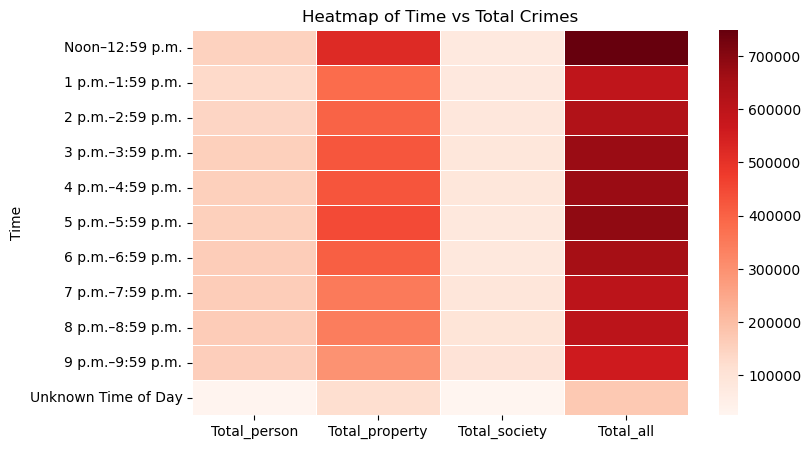 Heatmap of Time vs Total Crimes
Time
Noon–12:59 p.m.
1 p.m.–1:59 p.m.
2 p.m.–2:59 p.m.
3 p.m.–3:59 p.m.
4 p.m.–4:59 p.m.
5 p.m.–5:59 p.m.
6 p.m.–6:59 p.m.
7 p.m.–7:59 p.m.
8 p.m.–8:59 p.m.
9 p.m.–9:59 p.m.
Unknown Time of Day
Total_person
Total_property
Total_society
Total_all
700000
600000
500000
400000
300000
200000
100000